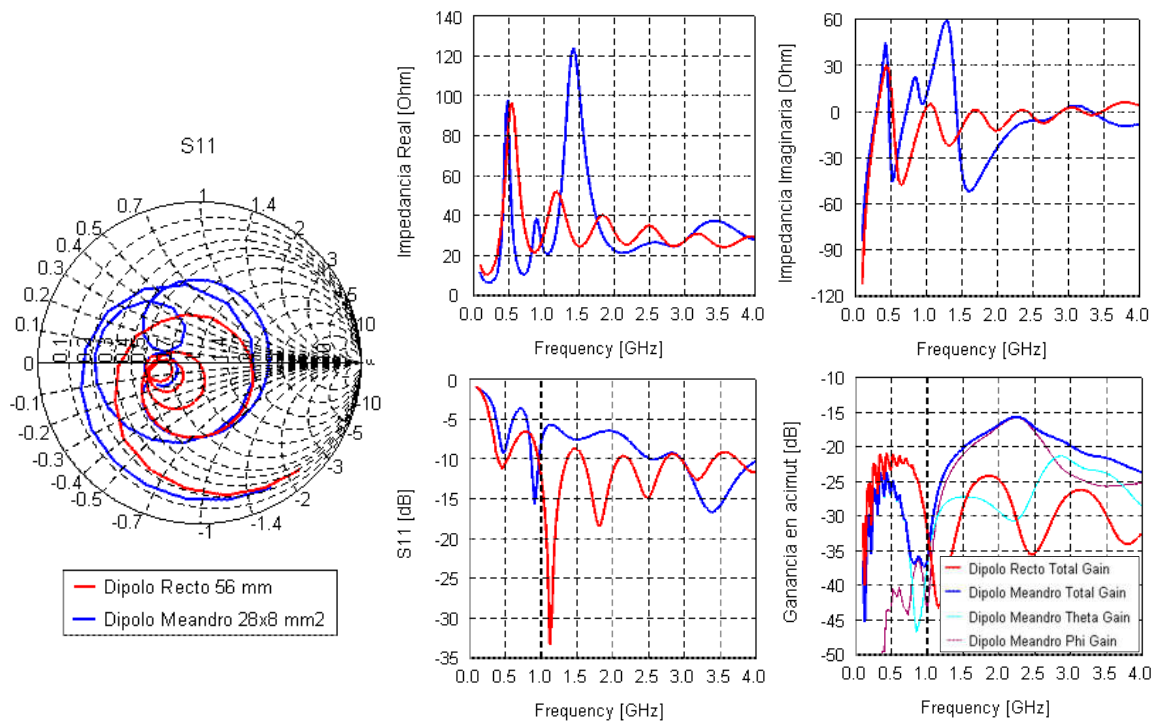 S11
0.1 0.2 0.3 0.4 0.5 0.7 1 1.4 2 3 5 10
0
-0.1 -0.2 -0.3 -0.4 -0.5 -0.7 -1 -1.4 -2 -3 -5 -10
Dipolo Recto 56 mm
Dipolo Meandro 28x8 mm2
Impedancia Real [Ohm]
140
120
100
80
60
40
20
0
0.0 0.5 1.0 1.5 2.0 2.5 3.0 3.5 4.0
Frequency [GHz]
Impedancia Imaginaria [Ohm]
60
30
0
-30
-60
-90
-120
0.0 0.5 1.0 1.5 2.0 2.5 3.0 3.5 4.0
Frequency [GHz]
S11 [dB]
0
-5
-10
-15
-20
-25
-30
-35
0.0 0.5 1.0 1.5 2.0 2.5 3.0 3.5 4.0
Frequency [GHz]
Ganancia en acimut [dB]
-10
-15
-20
-25
-30
-35
-40
-45
-50
Dipolo Recto Total Gain
Dipolo Meandro Total Gain
Dipolo Meandro Theta Gain
Dipolo Meandro Phi Gain
0.0 0.5 1.0 1.5 2.0 2.5 3.0 3.5 4.0
Frequency [GHz]